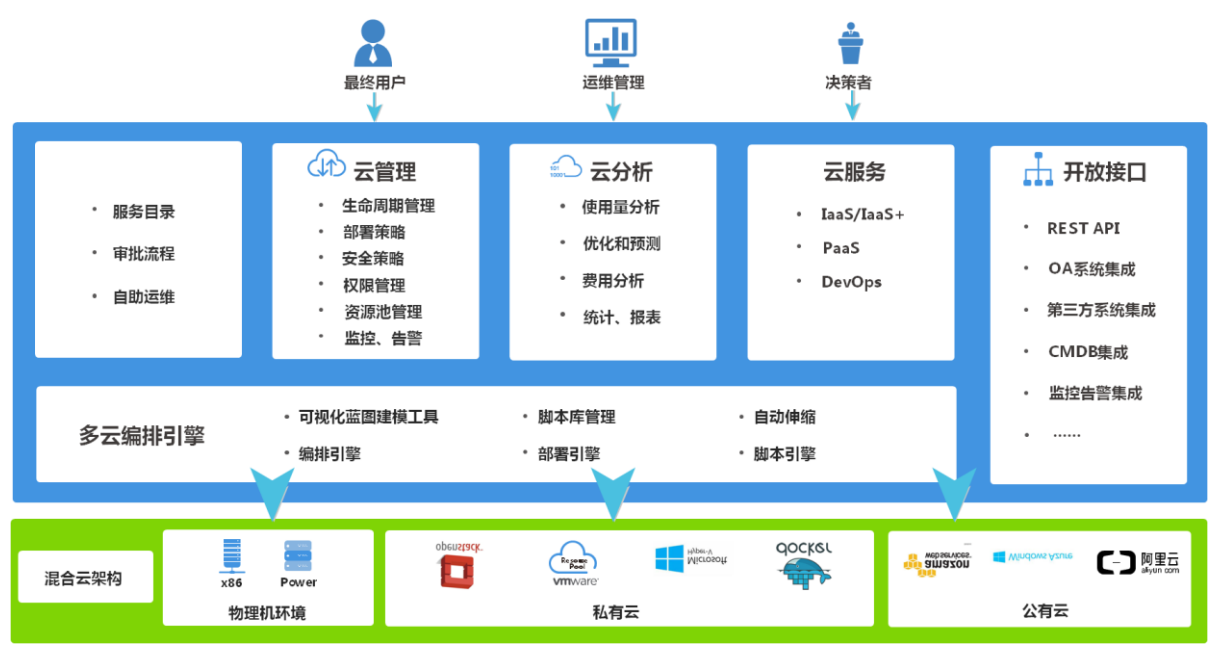 最终用户
运维管理
决策者
服务目录
审批流程
自助运维
云管理
生命周期管理
部署策略
安全策略
权限管理
资源池管理
监控、告警
云分析
使用量分析
优化和预测
费用分析
统计、报表
云服务
IaaS/IaaS+
PaaS
DevOps
开放接口
REST API
OA系统集成
第三方系统集成
CMDB集成
监控告警集成
......
多云编排引擎
可视化蓝图建模工具
脚本库管理
自动伸缩
编排引擎
部署引擎
脚本引擎
混合云架构
x86
Power
物理机环境
openstack
Resource
Pool
vmware
Microsoft
Hyper-V
docker
私有云
amazon
webservices
Windows Azure
阿里云
aliyun.com
公有云